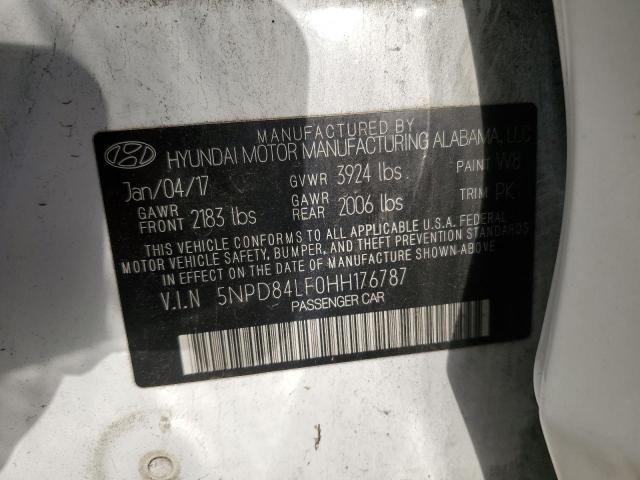 MANUFACTURED BY
HYUNDAI MOTOR MANUFACTURING ALABAMA, LLC
Jan/04/17 GVWR 3924 lbs. PAINT W8
GAWR FRONT 2183 lbs GAWR REAR 2006 lbs TRIM PK
THIS VEHICLE CONFORMS TO ALL APPLICABLE U.S.A. FEDERAL
MOTOR VEHICLE SAFETY, BUMPER, AND THEFT PREVENTION STANDARDS
IN EFFECT ON THE DATE OF MANUFACTURE SHOWN ABOVE.
V.I.N 5NPD84LF0HH176787
PASSENGER CAR